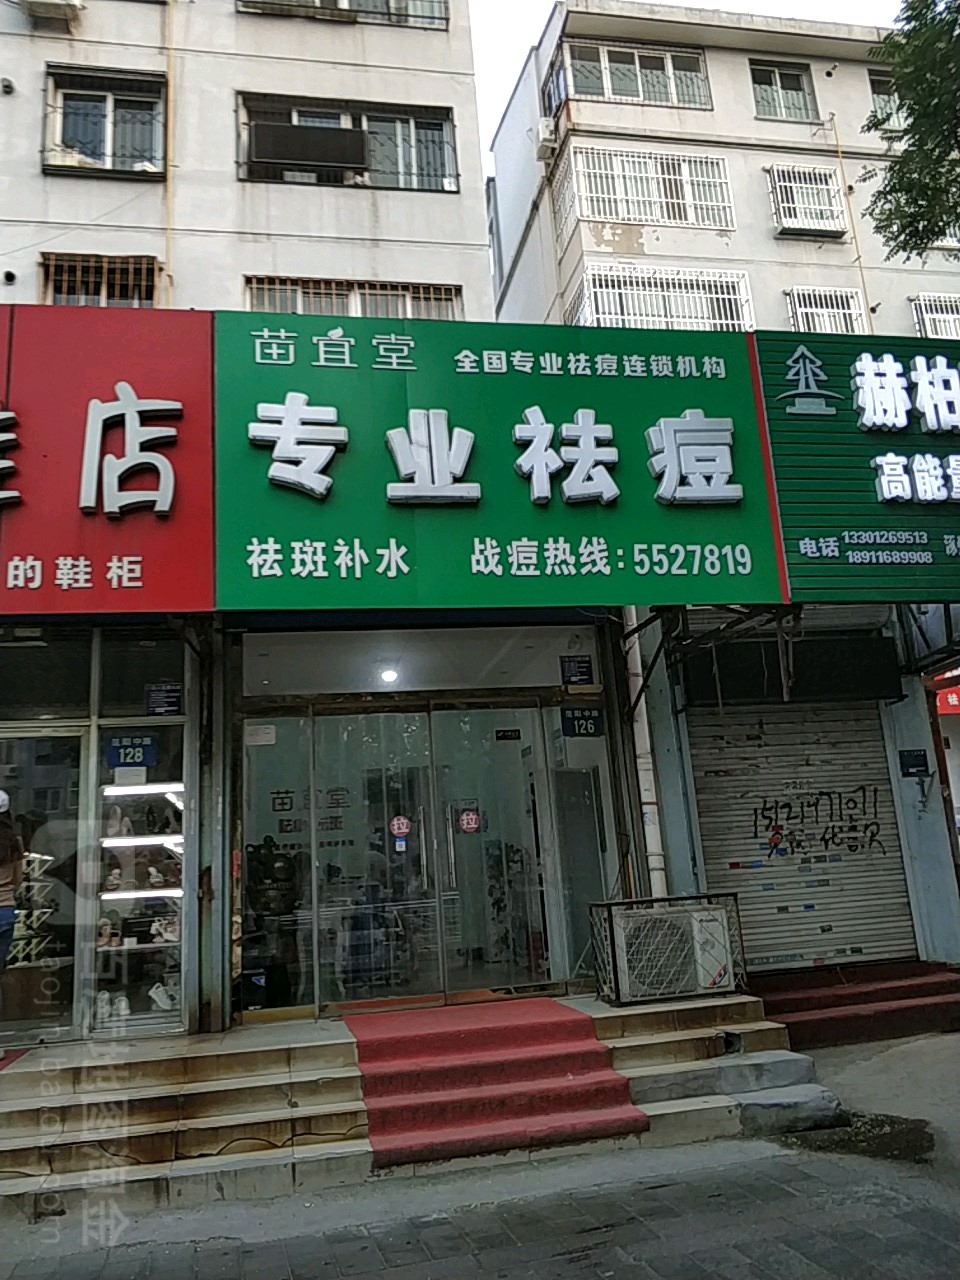 苗宜堂 全国专业祛痘连锁机构
专业祛痘
祛斑补水 战痘热线:5527819
店
的鞋柜
赫柏
高能量
电话 13301269513
18911689908
128
126
苗宜堂
拉
拉